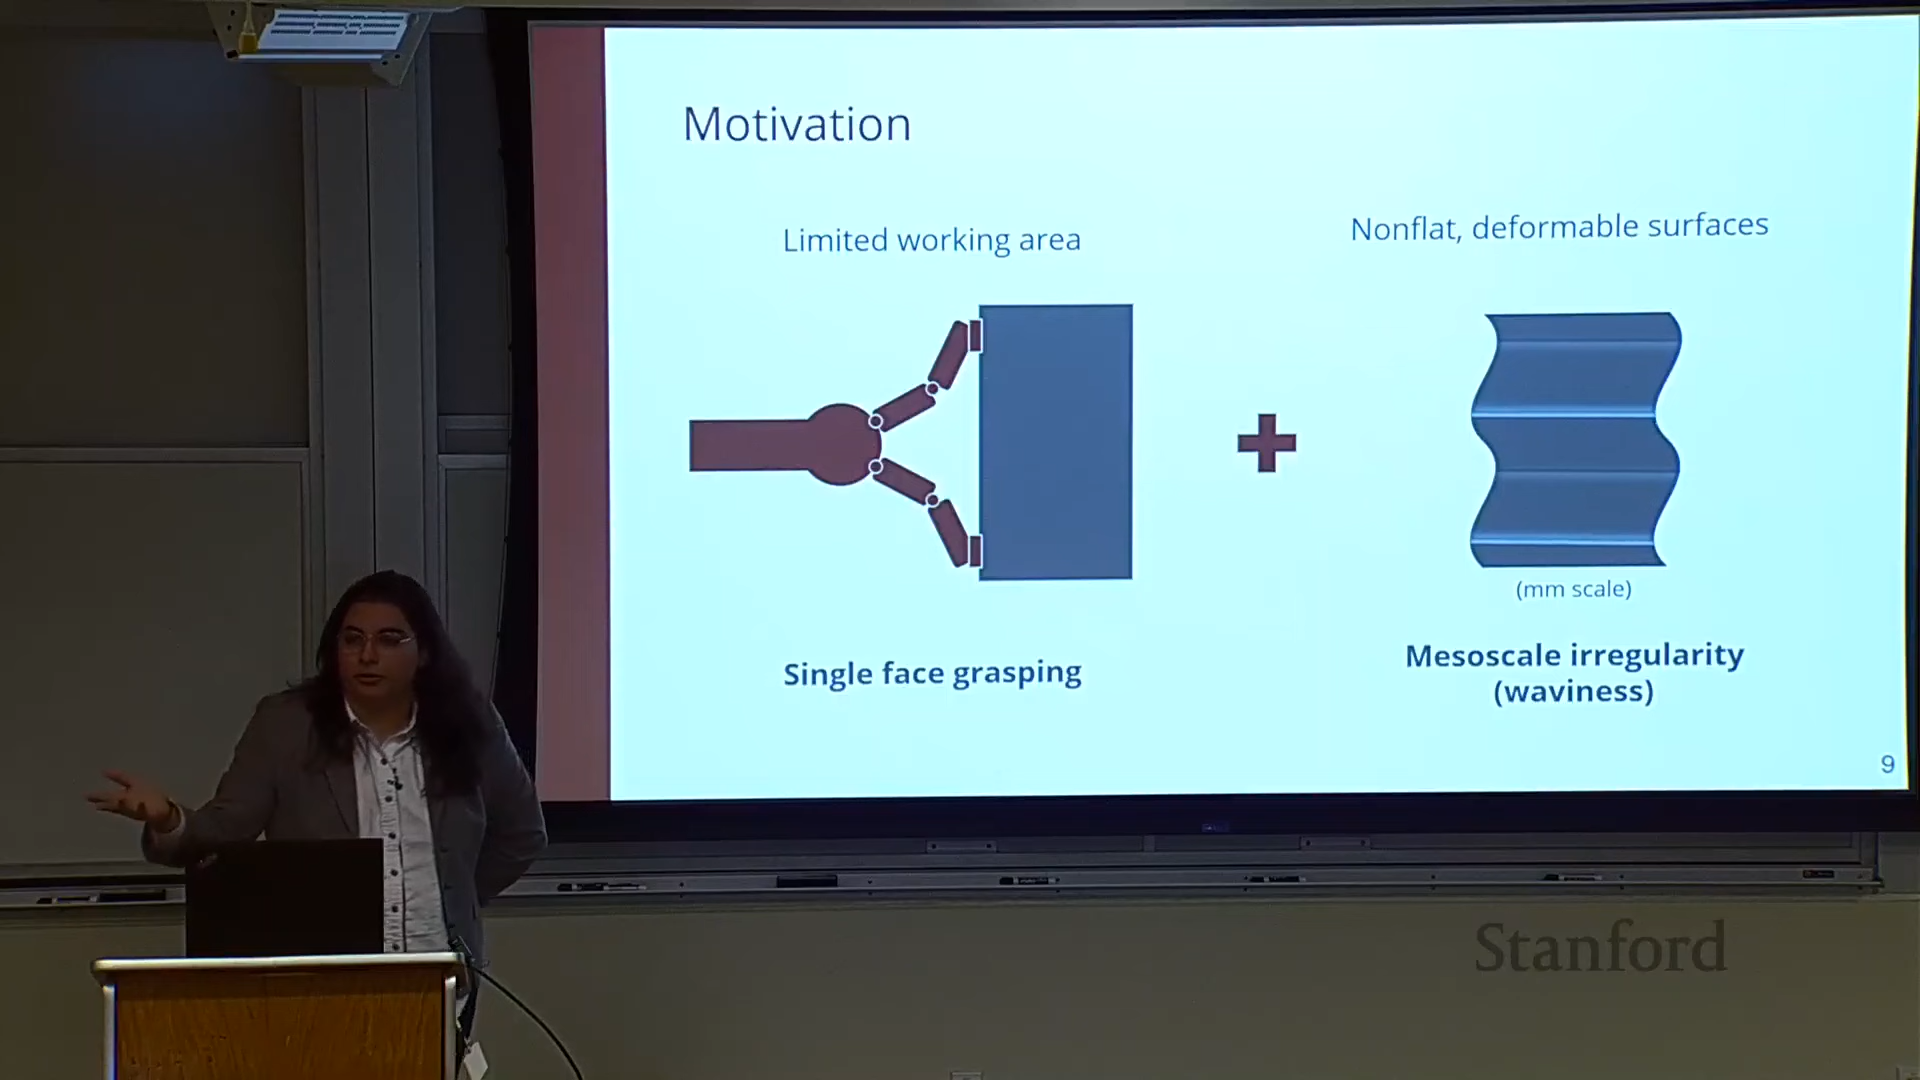 Motivation
Limited working area
Nonflat, deformable surfaces
(mm scale)
Single face grasping
Mesoscale irregularity
(waviness)
9
Stanford